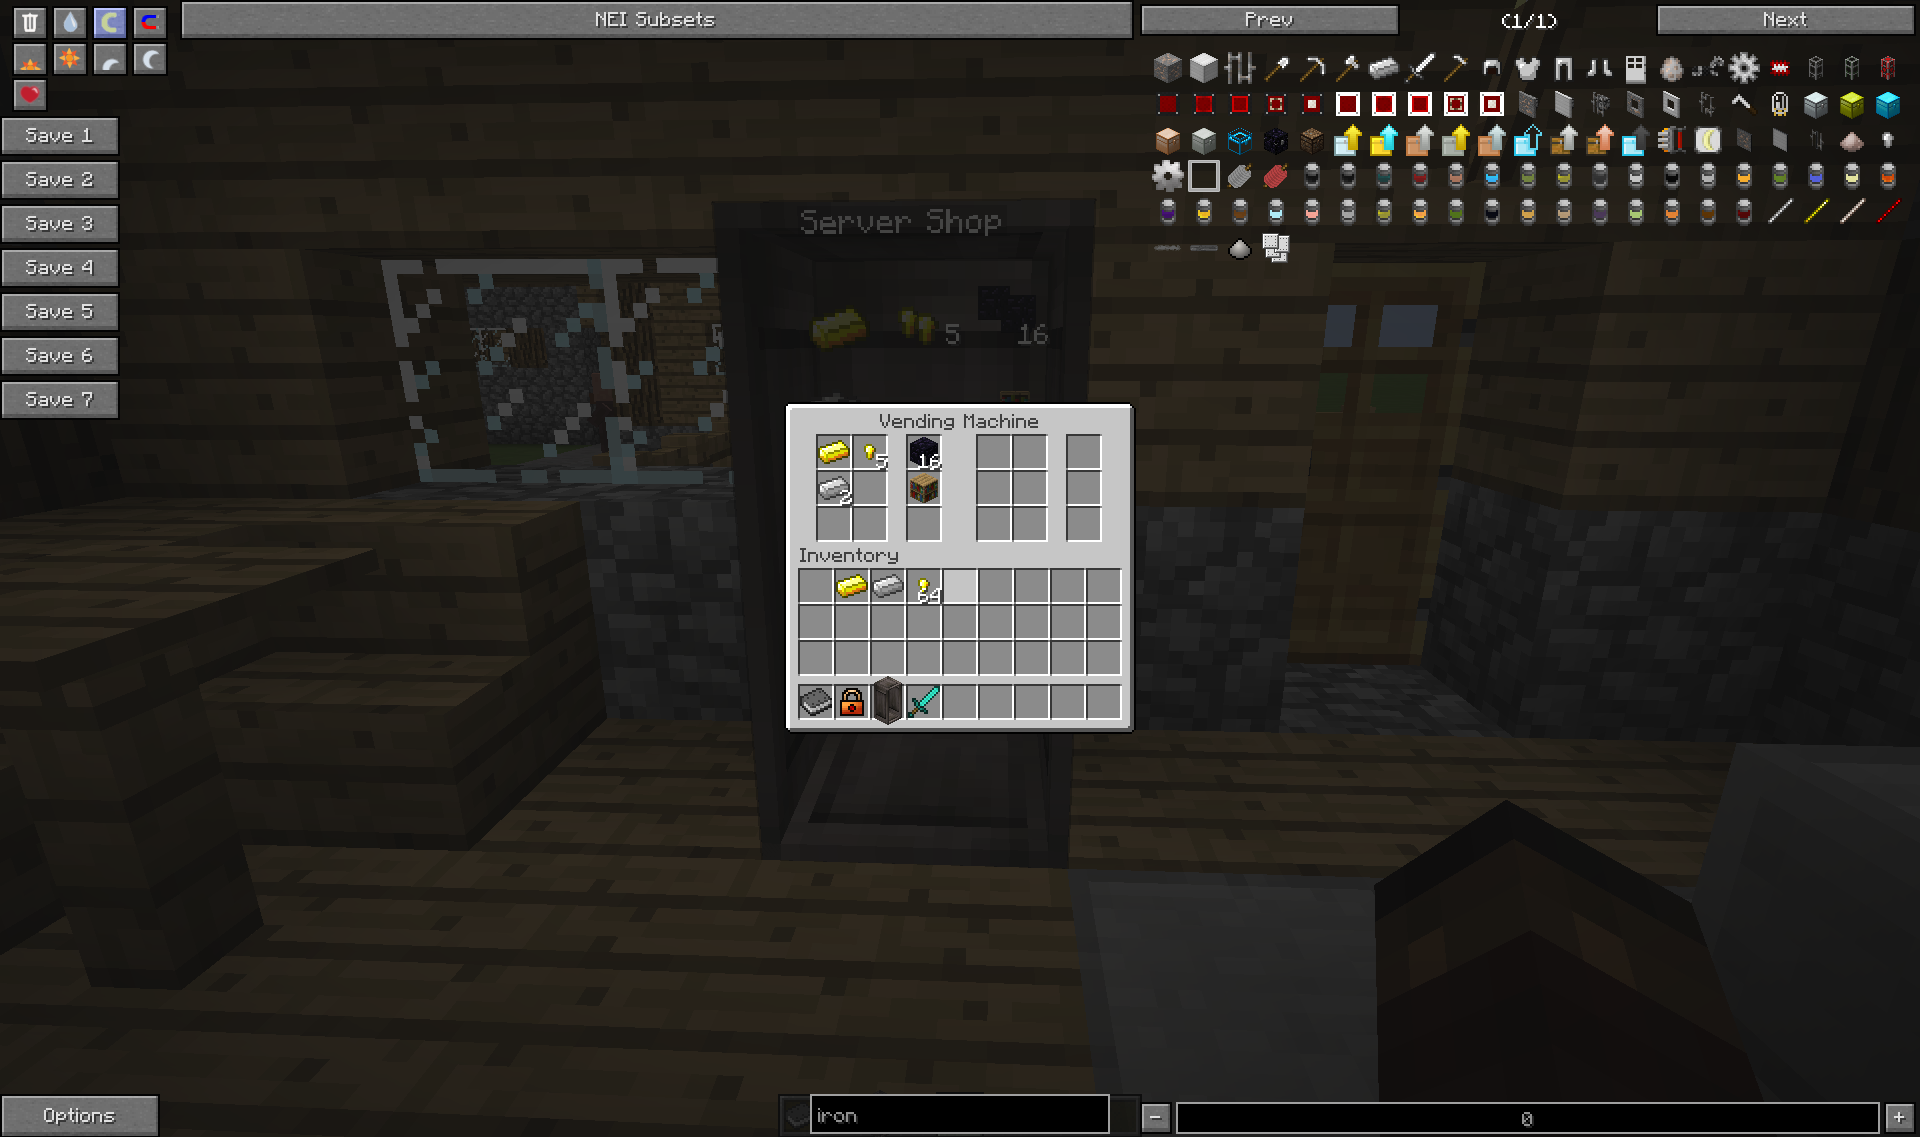 NEI Subsets
Prev
(1/1)
Next
Save 1
Save 2
Save 3
Save 4
Save 5
Save 6
Save 7
Server Shop
5 16
Vending Machine
5 16
2
Inventory
64
Options
iron
- 0 +